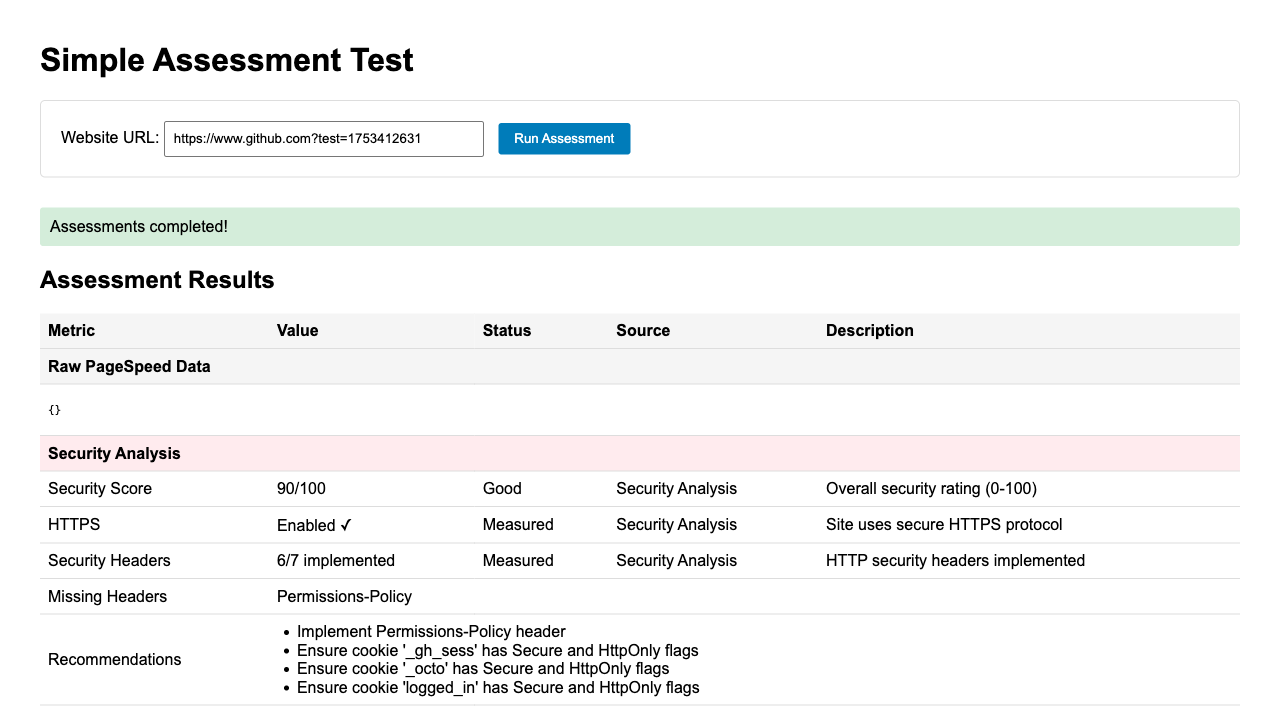 Simple Assessment Test
Website URL: https://www.github.com?test=1753412631 Run Assessment
Assessments completed!
Assessment Results
Metric Value Status Source Description
Raw PageSpeed Data
{}
Security Analysis
Security Score 90/100 Good Security Analysis Overall security rating (0-100)
HTTPS Enabled ✓ Measured Security Analysis Site uses secure HTTPS protocol
Security Headers 6/7 implemented Measured Security Analysis HTTP security headers implemented
Missing Headers Permissions-Policy
Recommendations
• Implement Permissions-Policy header
• Ensure cookie '_gh_sess' has Secure and HttpOnly flags
• Ensure cookie '_octo' has Secure and HttpOnly flags
• Ensure cookie 'logged_in' has Secure and HttpOnly flags